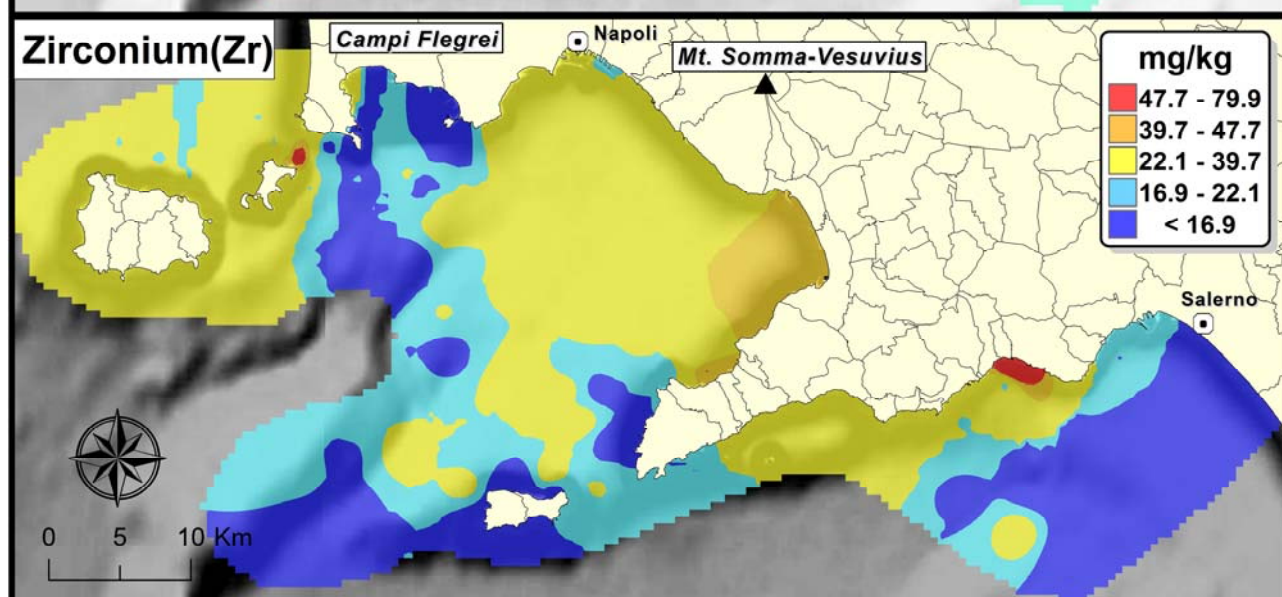 Zirconium(Zr)
Campi Flegrei
Napoli
Mt. Somma-Vesuvius
mg/kg
47.7 - 79.9
39.7 - 47.7
22.1 - 39.7
16.9 - 22.1
< 16.9
Salerno
0 5 10 Km